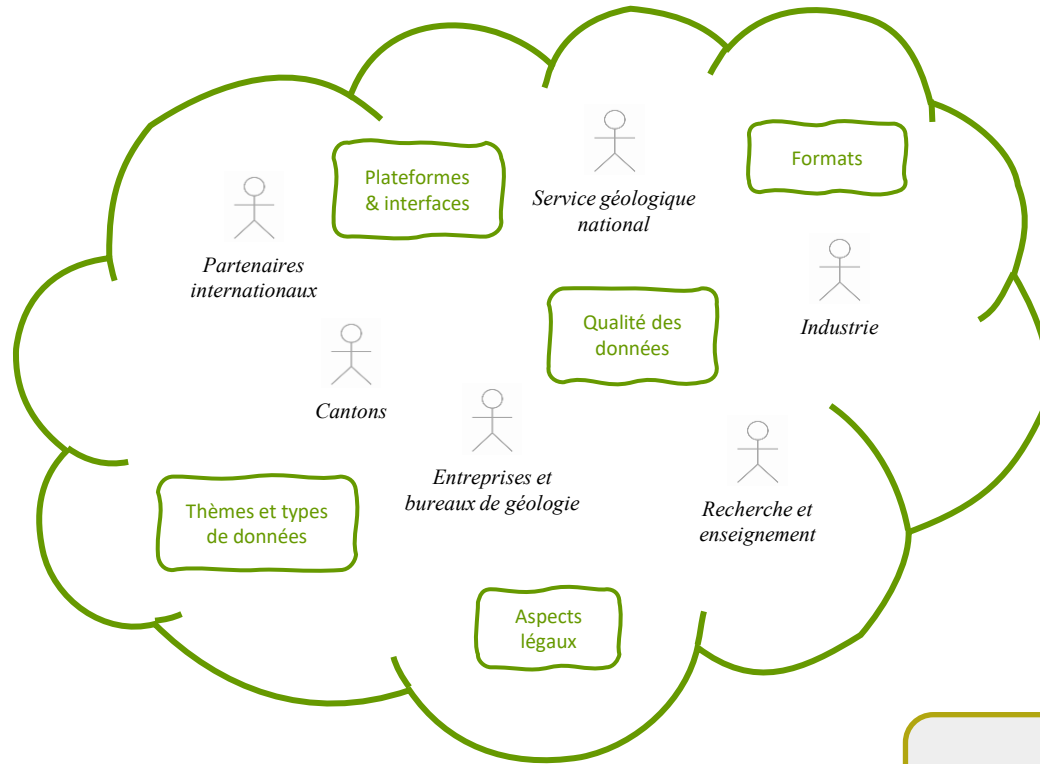 Formats
Plateformes
& interfaces
Service géologique
national
Partenaires
internationaux
Industrie
Qualité des
données
Cantons
Entreprises et
bureaux de géologie
Thèmes et types
de données
Recherche et
enseignement
Aspects
légaux